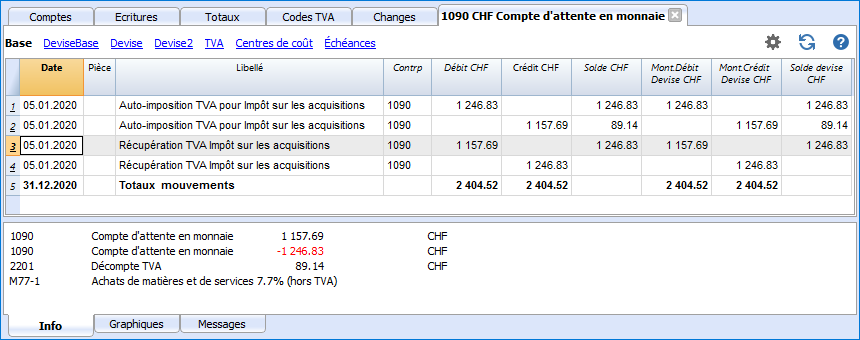 Comptes Ecritures Totaux Codes TVA Changes 1090 CHF Compte d'attente en monnaie
Base DeviseBase Devise Devise2 TVA Centres de coût Échéances
Date Pièce Libellé Contrp Débit CHF Crédit CHF Solde CHF Mont.Débit Devise CHF Mont.Crédit Devise CHF Solde devise CHF
1 05.01.2020 Auto-imposition TVA pour Impôt sur les acquisitions 1090 1 246.83 1 246.83 1 246.83 1 246.83
2 05.01.2020 Auto-imposition TVA pour Impôt sur les acquisitions 1090 1 157.69 89.14 1 157.69 89.14
3 05.01.2020 Récupération TVA Impôt sur les acquisitions 1090 1 157.69 1 246.83 1 157.69 1 246.83
4 05.01.2020 Récupération TVA Impôt sur les acquisitions 1090 1 246.83 1 246.83
5 31.12.2020 Totaux mouvements 2 404.52 2 404.52 2 404.52 2 404.52
1090 Compte d'attente en monnaie 1 157.69 CHF
1090 Compte d'attente en monnaie -1 246.83 CHF
2201 Décompte TVA 89.14 CHF
M77-1 Achats de matières et de services 7.7% (hors TVA)
Info Graphiques Messages